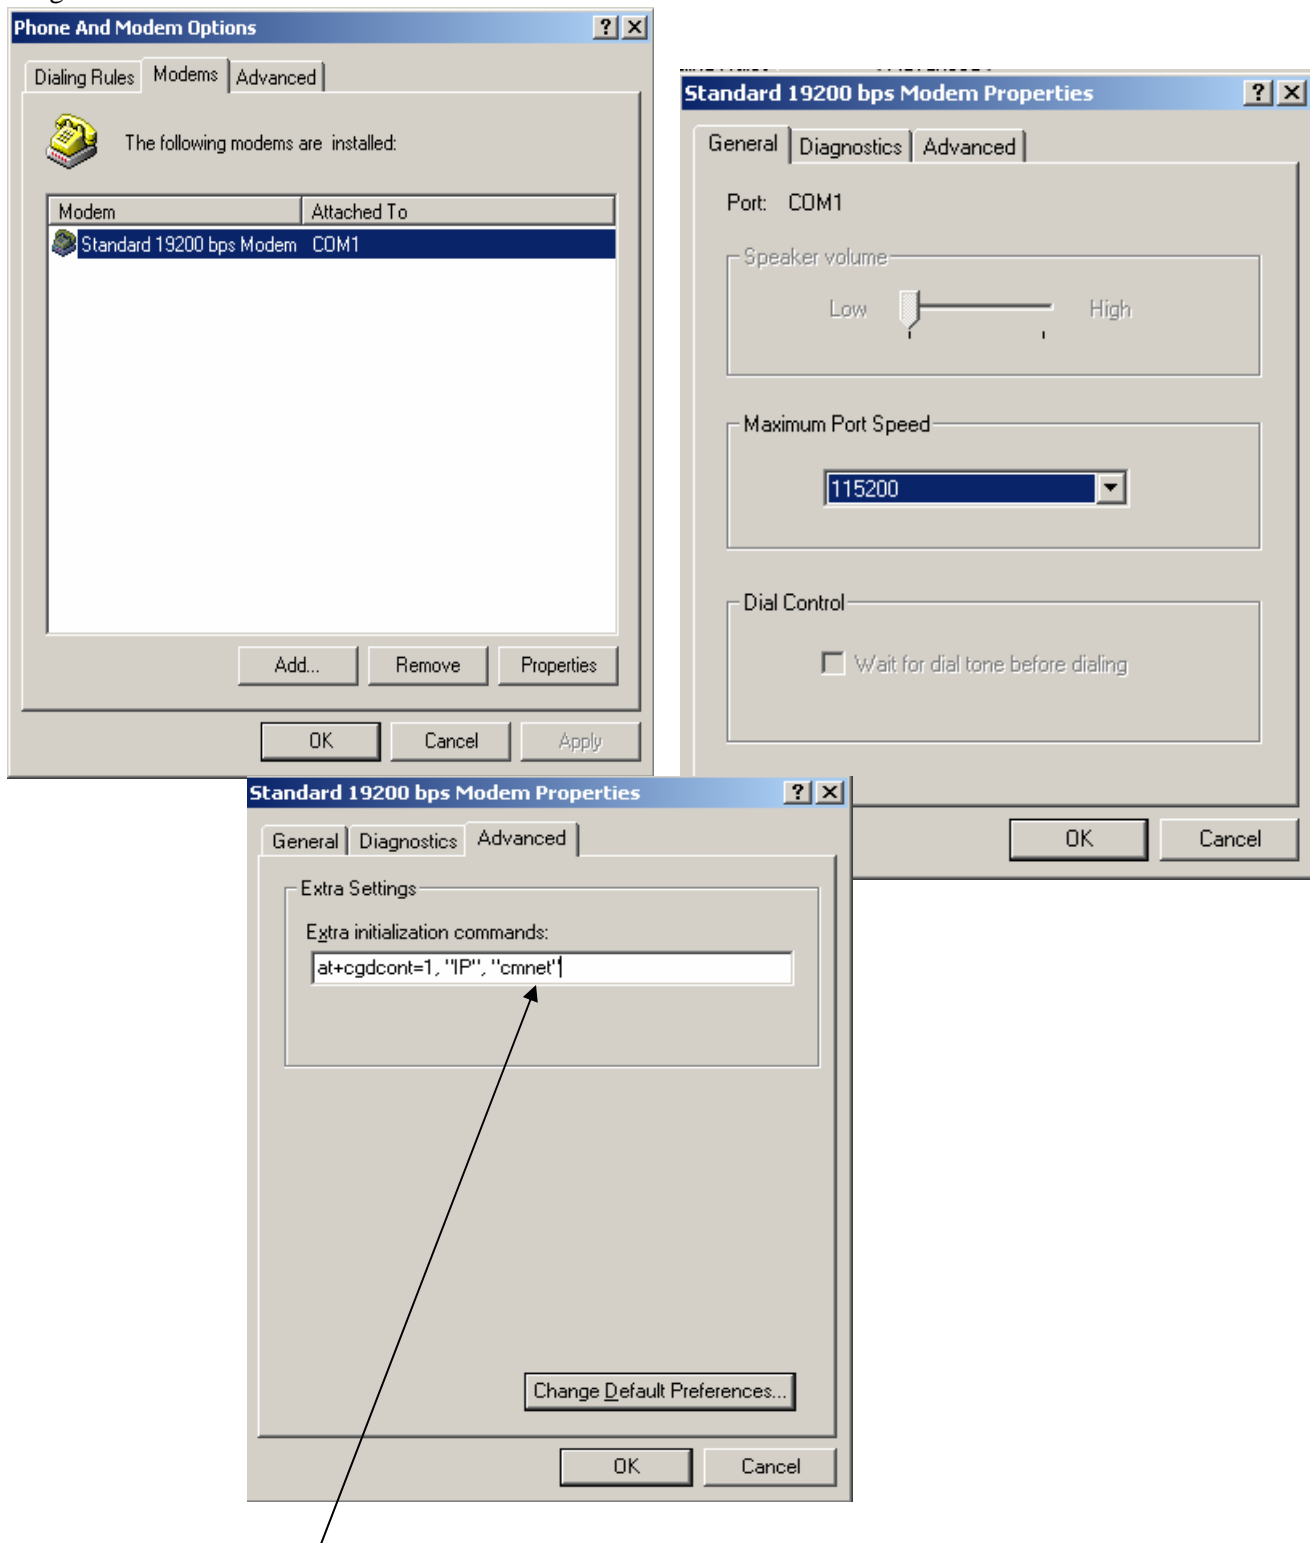 Phone And Modem Options
Dialing Rules Modems Advanced
The following modems are installed:
Modem Attached To
Standard 19200 bps Modem COM1
Add... Remove Properties
OK Cancel Apply
Standard 19200 bps Modem Properties
General Diagnostics Advanced
Port: COM1
Speaker volume
Low High
Maximum Port Speed
115200
Dial Control
Wait for dial tone before dialing
OK Cancel
Standard 19200 bps Modem Properties
General Diagnostics Advanced
Extra Settings
Extra initialization commands:
at+cgdcont=1, "IP", "cmnet"
Change Default Preferences...
OK Cancel